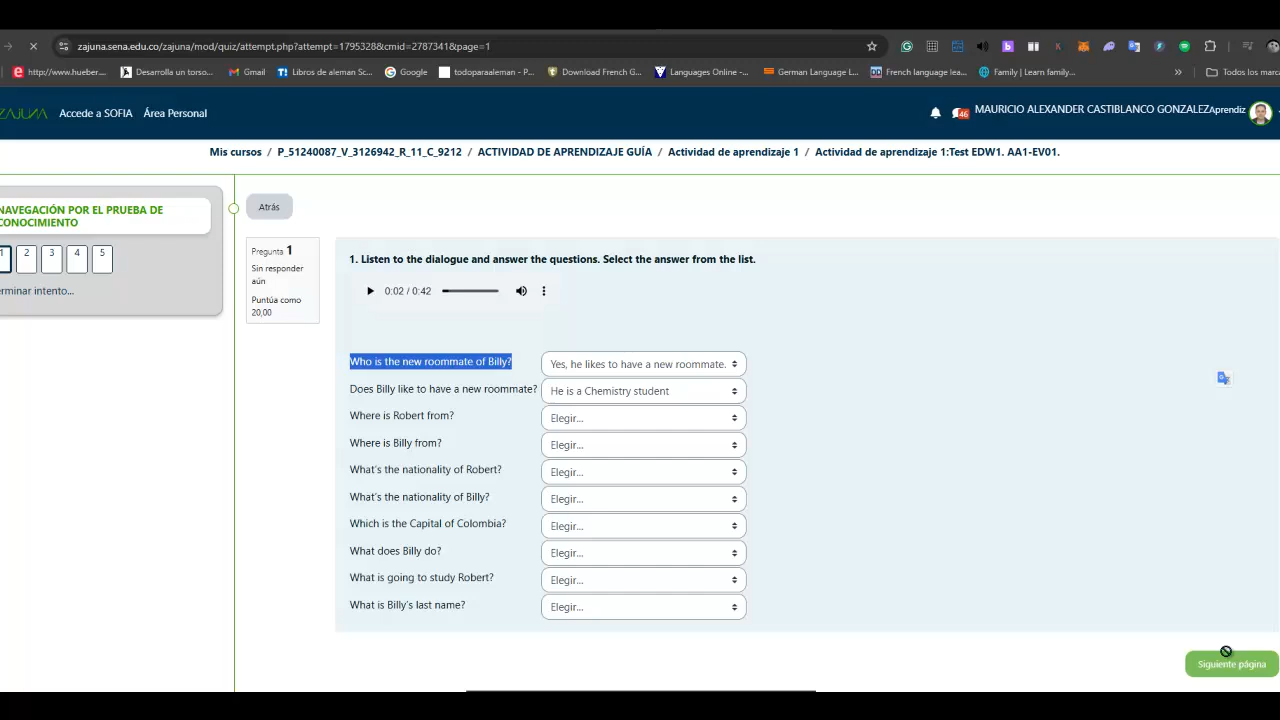 zajuna.sena.edu.co/zajuna/mod/quiz/attempt.php?attempt=1795328&cmid=2787341&page=1
http://www.hueber....
Desarrolla un torso...
Gmail
Libros de aleman Sc...
Google
todoparaaleman - P...
Download French G...
Languages Online -...
German Language L...
French language lea...
Family | Learn family...
»
Todos los marca
ZAJUNA
Accede a SOFIA
Área Personal
46
MAURICIO ALEXANDER CASTIBLANCO GONZALEZAprendiz
Mis cursos / P_51240087_V_3126942_R_11_C_9212 / ACTIVIDAD DE APRENDIZAJE GUÍA / Actividad de aprendizaje 1 / Actividad de aprendizaje 1:Test EDW1. AA1-EV01.
NAVEGACIÓN POR EL PRUEBA DE
CONOCIMIENTO
1 2 3 4 5
erminar intento...
Atrás
Pregunta 1
Sin responder
aún
Puntúa como
20,00
1. Listen to the dialogue and answer the questions. Select the answer from the list.
0:02 / 0:42
Who is the new roommate of Billy? Yes, he likes to have a new roommate.
Does Billy like to have a new roommate? He is a Chemistry student
Where is Robert from? Elegir...
Where is Billy from? Elegir...
What's the nationality of Robert? Elegir...
What's the nationality of Billy? Elegir...
Which is the Capital of Colombia? Elegir...
What does Billy do? Elegir...
What is going to study Robert? Elegir...
What is Billy's last name? Elegir...
Siguiente página